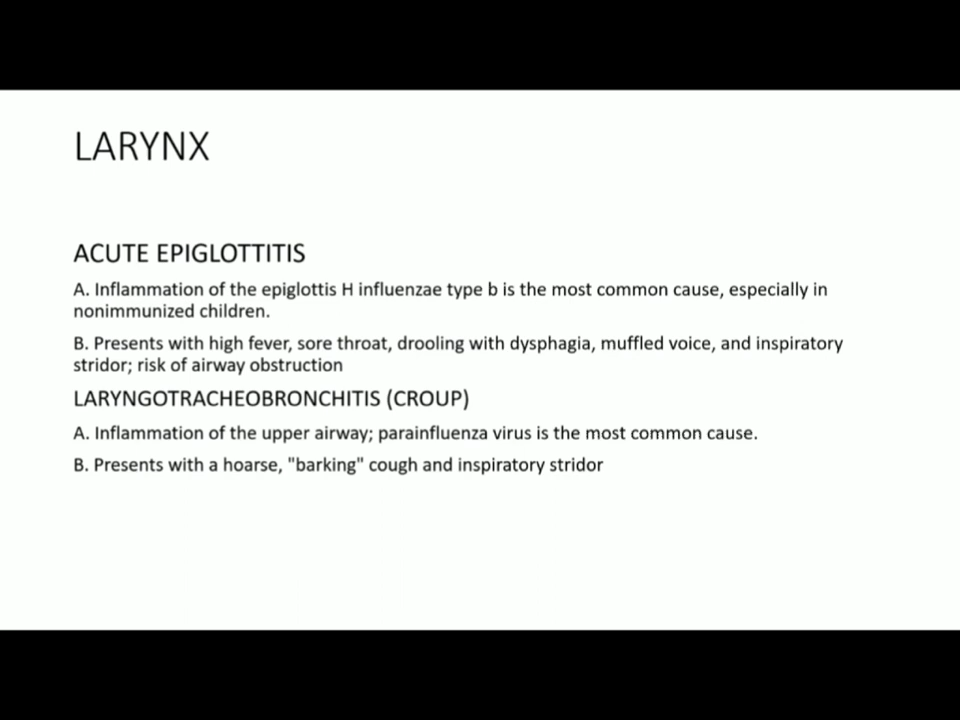 LARYNX
ACUTE EPIGLOTTITIS
A. Inflammation of the epiglottis H influenzae type b is the most common cause, especially in
nonimmunized children.
B. Presents with high fever, sore throat, drooling with dysphagia, muffled voice, and inspiratory
stridor; risk of airway obstruction
LARYNGOTRACHEOBRONCHITIS (CROUP)
A. Inflammation of the upper airway; parainfluenza virus is the most common cause.
B. Presents with a hoarse, "barking" cough and inspiratory stridor